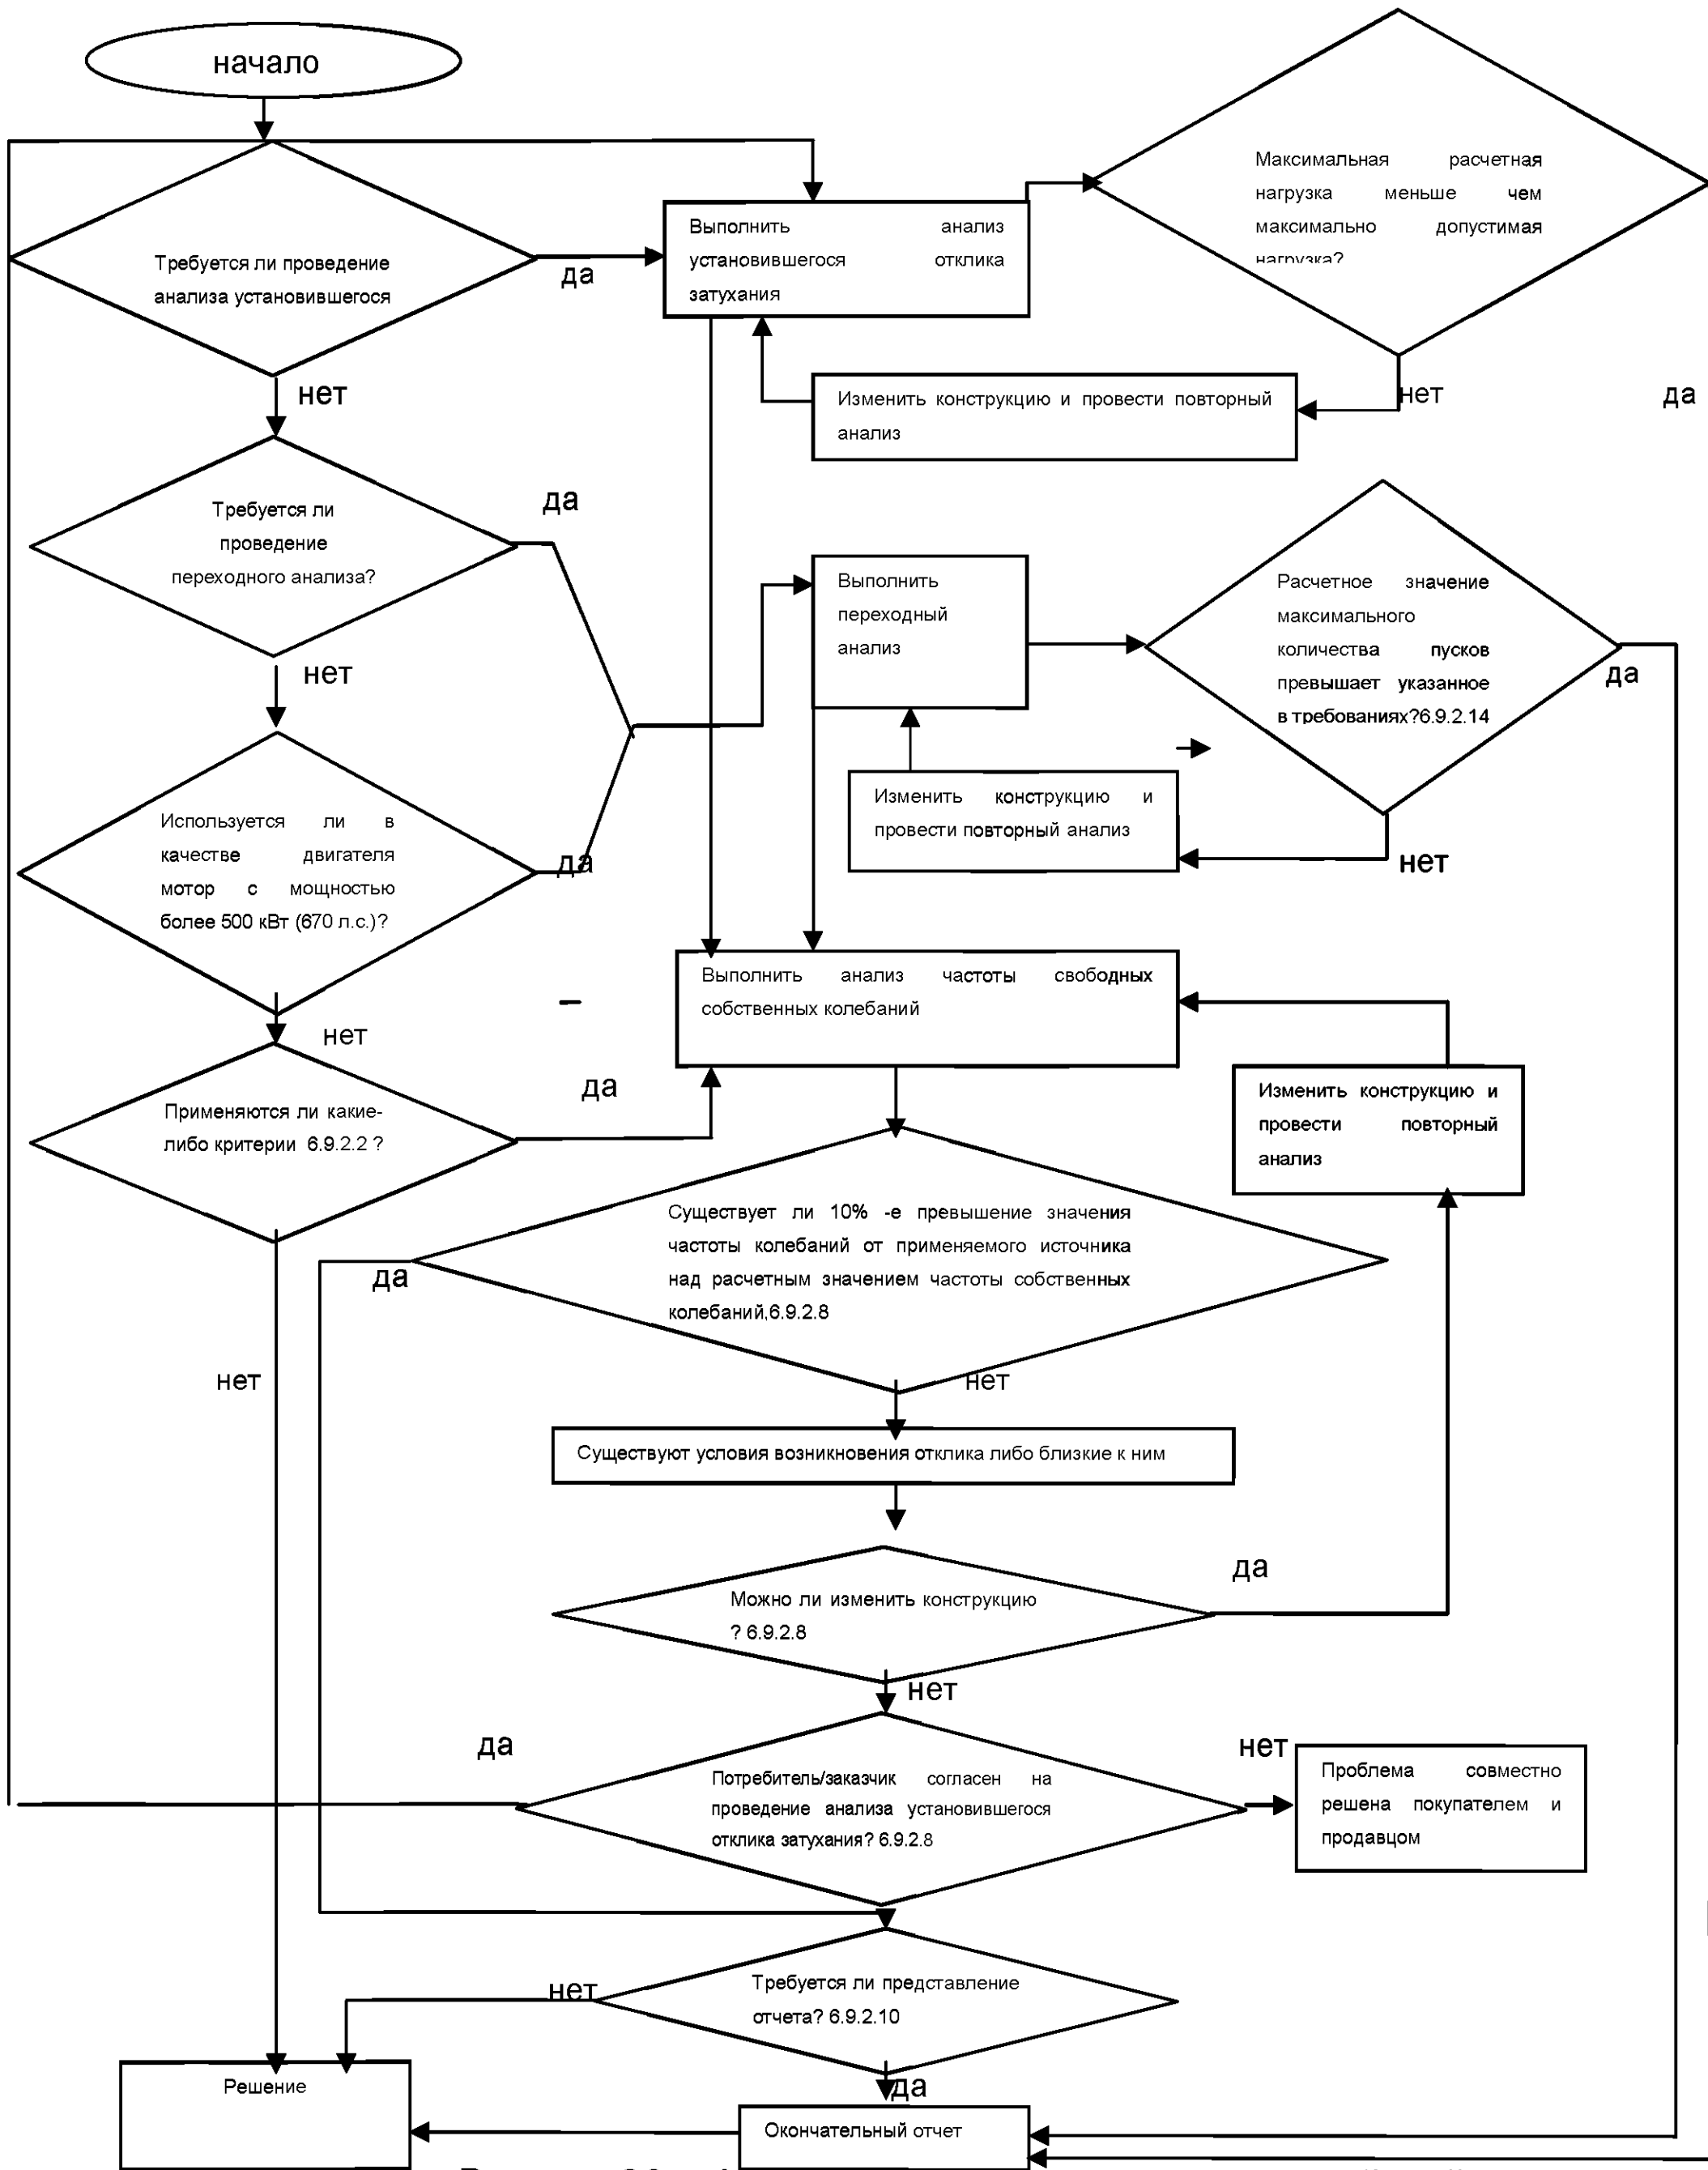 начало
Максимальная расчетная
нагрузка меньше чем
максимально допустимая
нагрузка?
Выполнить анализ
установившегося отклика
затухания
Требуется ли проведение
анализа установившегося
да
нет
Изменить конструкцию и провести повторный
анализ
нет
да
Требуется ли
проведение
переходного анализа?
да
Выполнить
переходный
анализ
Расчетное значение
максимального
количества пусков
превышает указанное
в требованиях?6.9.2.14
да
нет
Изменить конструкцию и
провести повторный анализ
нет
Используется ли в
качестве двигателя
мотор с мощностью
более 500 кВт (670 л.с.)?
да
Выполнить анализ частоты свободных
собственных колебаний
–
нет
Применяются ли какие-
либо критерии 6.9.2.2 ?
да
Изменить конструкцию и
провести повторный
анализ
Существует ли 10% -е превышение значения
частоты колебаний от применяемого источника
над расчетным значением частоты собственных
колебаний,6.9.2.8
да
нет
нет
Существуют условия возникновения отклика либо близкие к ним
Можно ли изменить конструкцию
? 6.9.2.8
да
нет
да
нет
Потребитель/заказчик согласен на
проведение анализа установившегося
отклика затухания? 6.9.2.8
Проблема совместно
решена покупателем и
продавцом
Требуется ли представление
отчета? 6.9.2.10
нет
да
Решение
Окончательный отчет